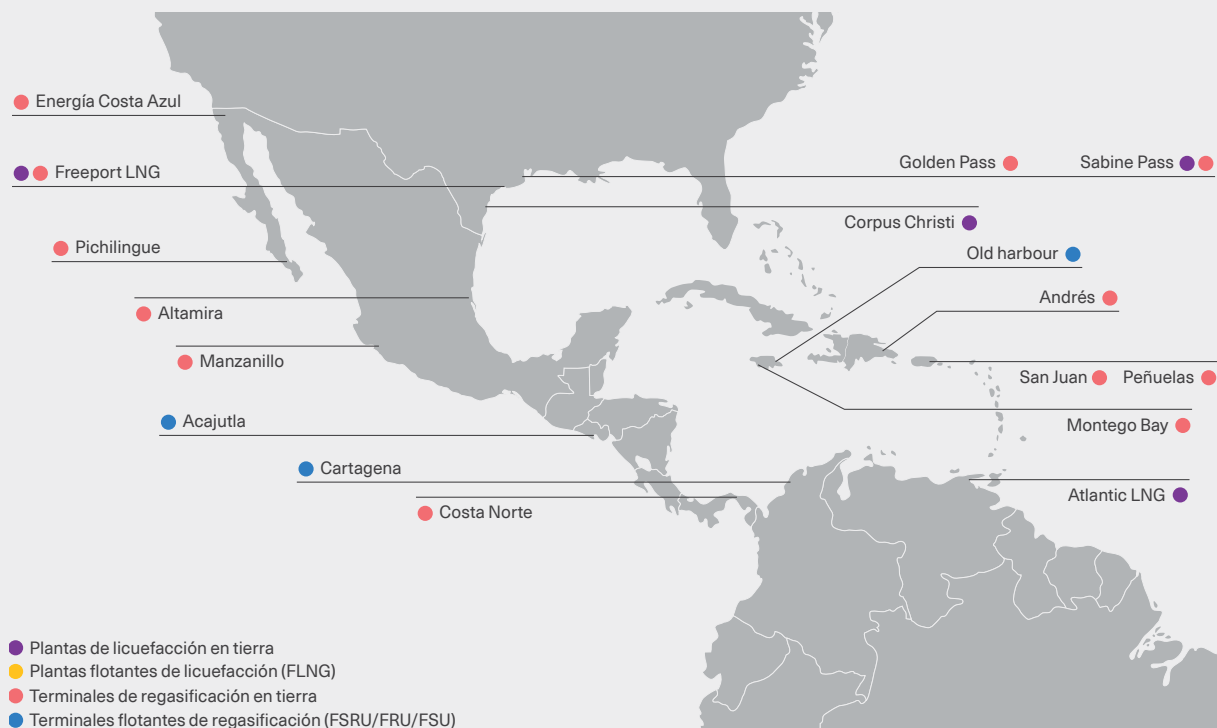 Energía Costa Azul
Freeport LNG
Golden Pass
Sabine Pass
Corpus Christi
Pichilingue
Old harbour
Andrés
Altamira
Manzanillo
San Juan
Peñuelas
Acajutla
Montego Bay
Cartagena
Atlantic LNG
Costa Norte
Plantas de licuefacción en tierra
Plantas flotantes de licuefacción (FLNG)
Terminales de regasificación en tierra
Terminales flotantes de regasificación (FSRU/FRU/FSU)